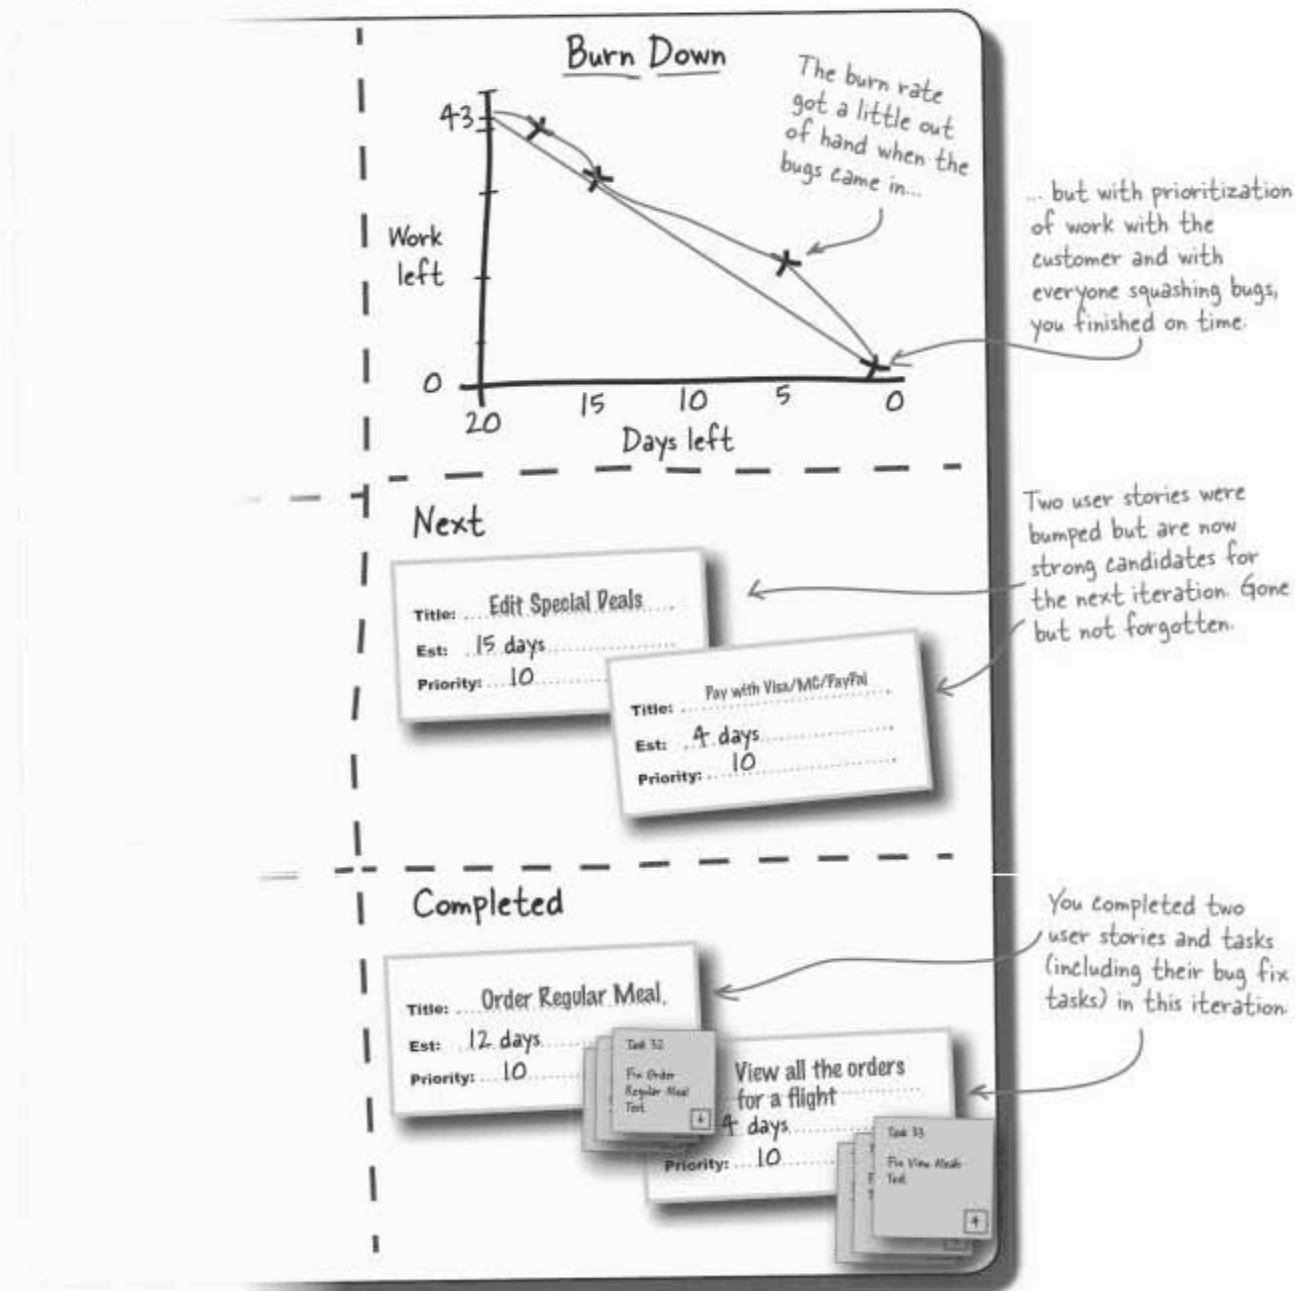 Burn Down
The burn rate
got a little out
of hand when the
bugs came in...
... but with prioritization
of work with the
customer and with
everyone squashing bugs,
you finished on time.
43
Work
left
0
20
15
10
5
0
Days left
Next
Two user stories were
bumped but are now
strong candidates for
the next iteration. Gone
but not forgotten.
Title: Edit Special Deals
Est: 15 days
Priority: 10
Title: Pay with Visa/MC/PayPal
Est: 4 days
Priority: 10
Completed
You completed two
user stories and tasks
(including their bug fix
tasks) in this iteration.
Title: Order Regular Meal
Est: 12 days
Priority: 10
Task 32
Fix Order
Regular Meal
Test
View all the orders
for a flight
4 days
Priority: 10
Task 33
Fix View Meals
Test